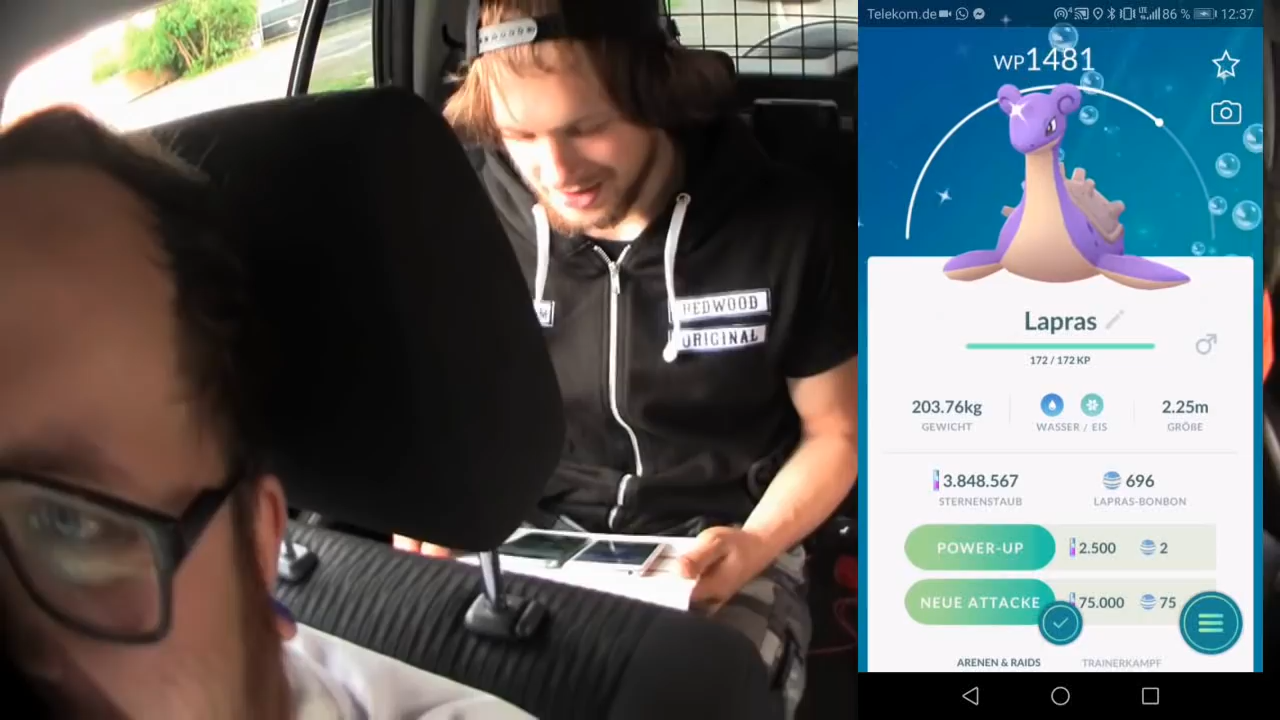 REDWOOD
ORIGINAL
Telekom.de 86 % 12:37
WP1481
Lapras
172 / 172 KP
203.76kg
GEWICHT
WASSER / EIS
2.25m
GRÖßE
3.848.567
STERNENSTAUB
696
LAPRAS-BONBON
POWER-UP 2.500 2
NEUE ATTACKE 75.000 75
ARENEN & RAIDS TRAINERKAMPF